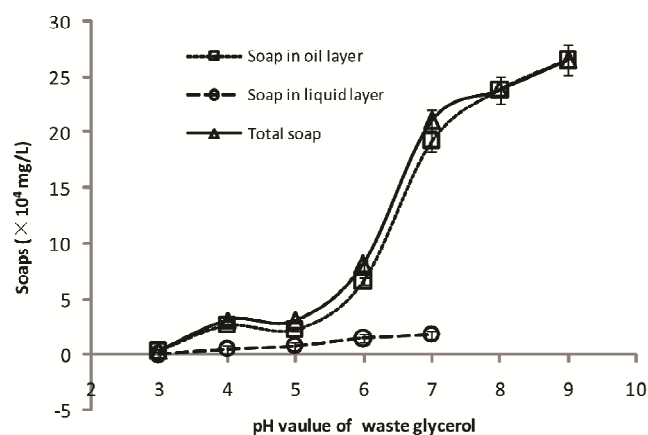 30
25
20
15
10
5
0
-5
Soaps (×10⁴ mg/L)
Soap in oil layer
Soap in liquid layer
Total soap
2 3 4 5 6 7 8 9 10
pH vaulue of waste glycerol